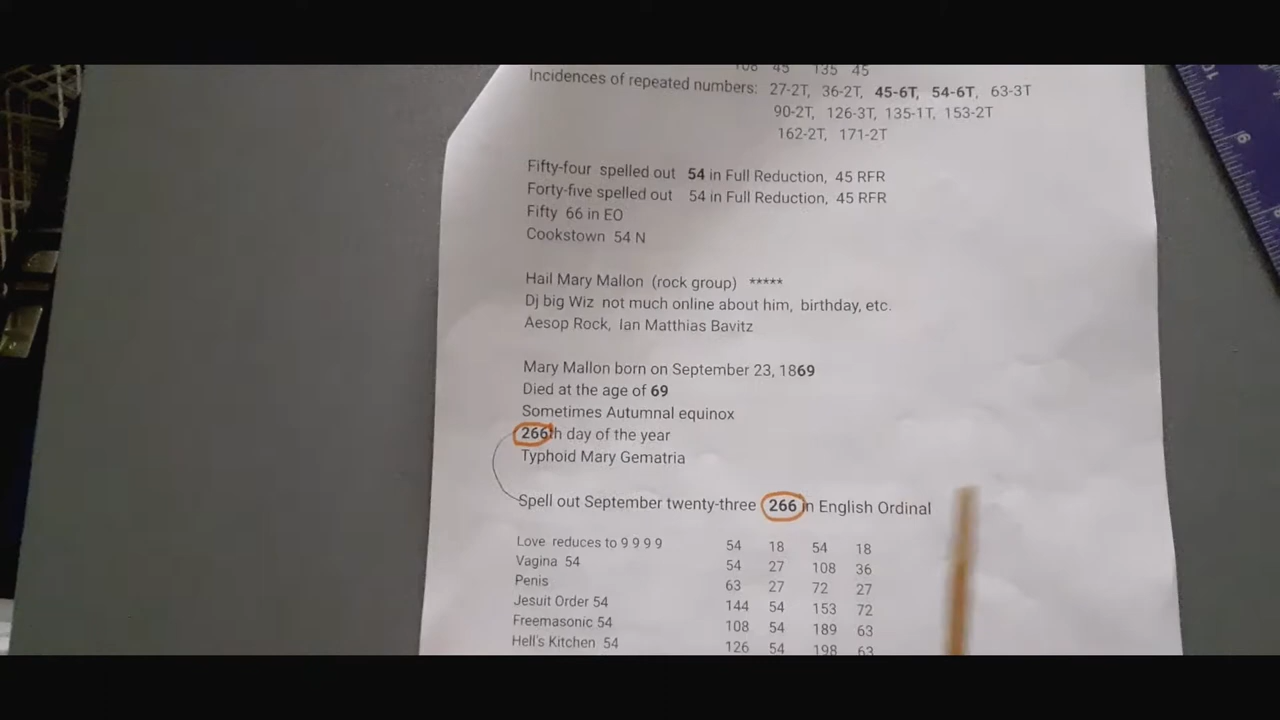 108 45 135 45
Incidences of repeated numbers: 27-2T, 36-2T, 45-6T, 54-6T, 63-3T
90-2T, 126-3T, 135-1T, 153-2T
162-2T, 171-2T
Fifty-four spelled out 54 in Full Reduction, 45 RFR
Forty-five spelled out 54 in Full Reduction, 45 RFR
Fifty 66 in EO
Cookstown 54 N
Hail Mary Mallon (rock group) *****
Dj big Wiz not much online about him, birthday, etc.
Aesop Rock, Ian Matthias Bavitz
Mary Mallon born on September 23, 1869
Died at the age of 69
Sometimes Autumnal equinox
266th day of the year
Typhoid Mary Gematria
Spell out September twenty-three 266 in English Ordinal
Love reduces to 9 9 9 9 54 18 54 18
Vagina 54 54 27 108 36
Penis 63 27 72 27
Jesuit Order 54 144 54 153 72
Freemasonic 54 108 54 189 63
Hell's Kitchen 54 126 54 198 63
10
9